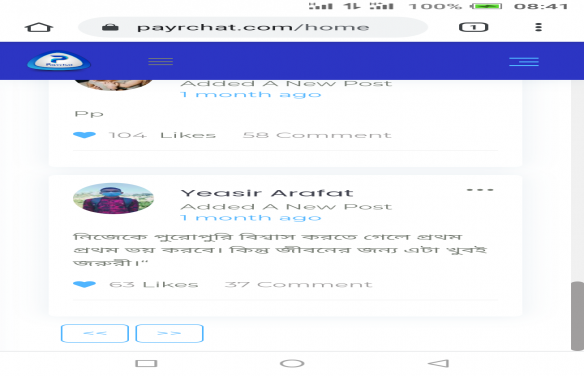 100% 08:41
payrchat.com/home 1
Payrchat
Added A New Post
1 month ago
Pp
104 Likes 58 Comment
Yeasir Arafat
Added A New Post
1 month ago
নিজেকে পুরোপুরি বিশ্বাস করতে গেলে প্রথম
প্রথম ভয় করবে। কিন্তু জীবনের জন্য এটা খুবই
জরুরী।“
63 Likes 37 Comment
<< >>